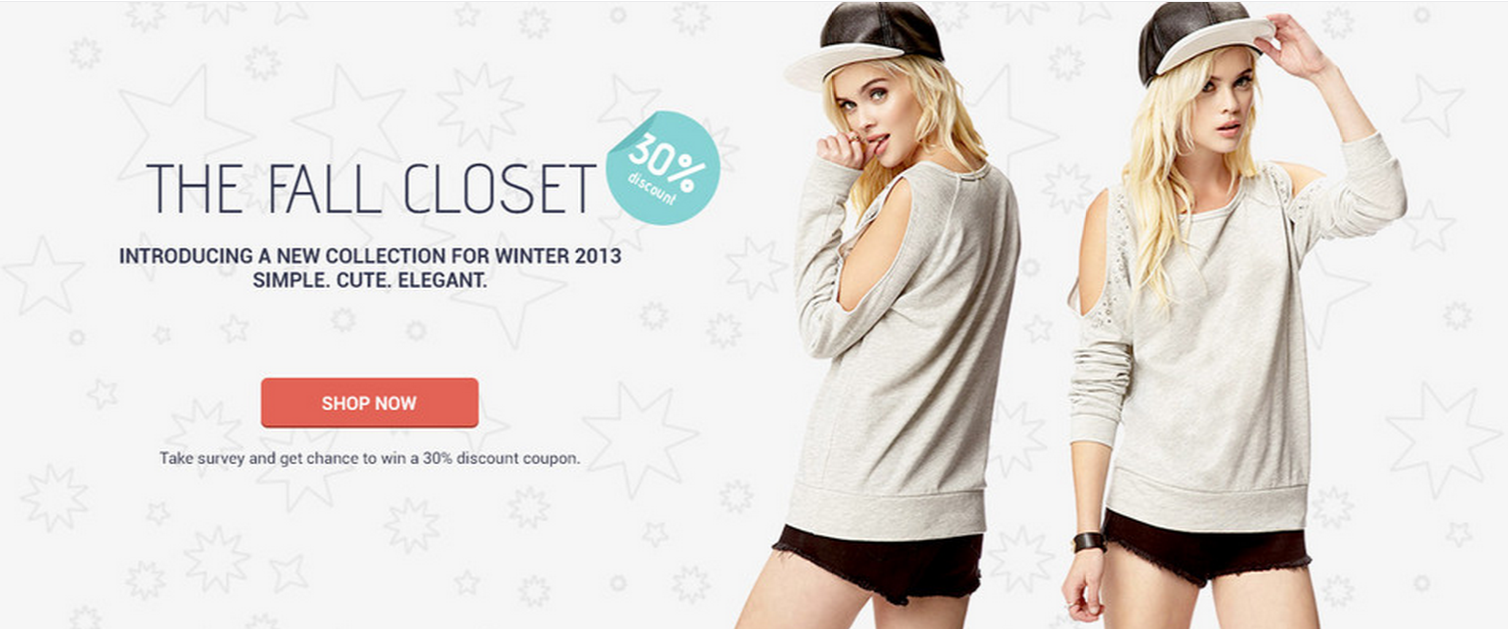 THE FALL CLOSET
30%
discount
INTRODUCING A NEW COLLECTION FOR WINTER 2013
SIMPLE. CUTE. ELEGANT.
SHOP NOW
Take survey and get chance to win a 30% discount coupon.